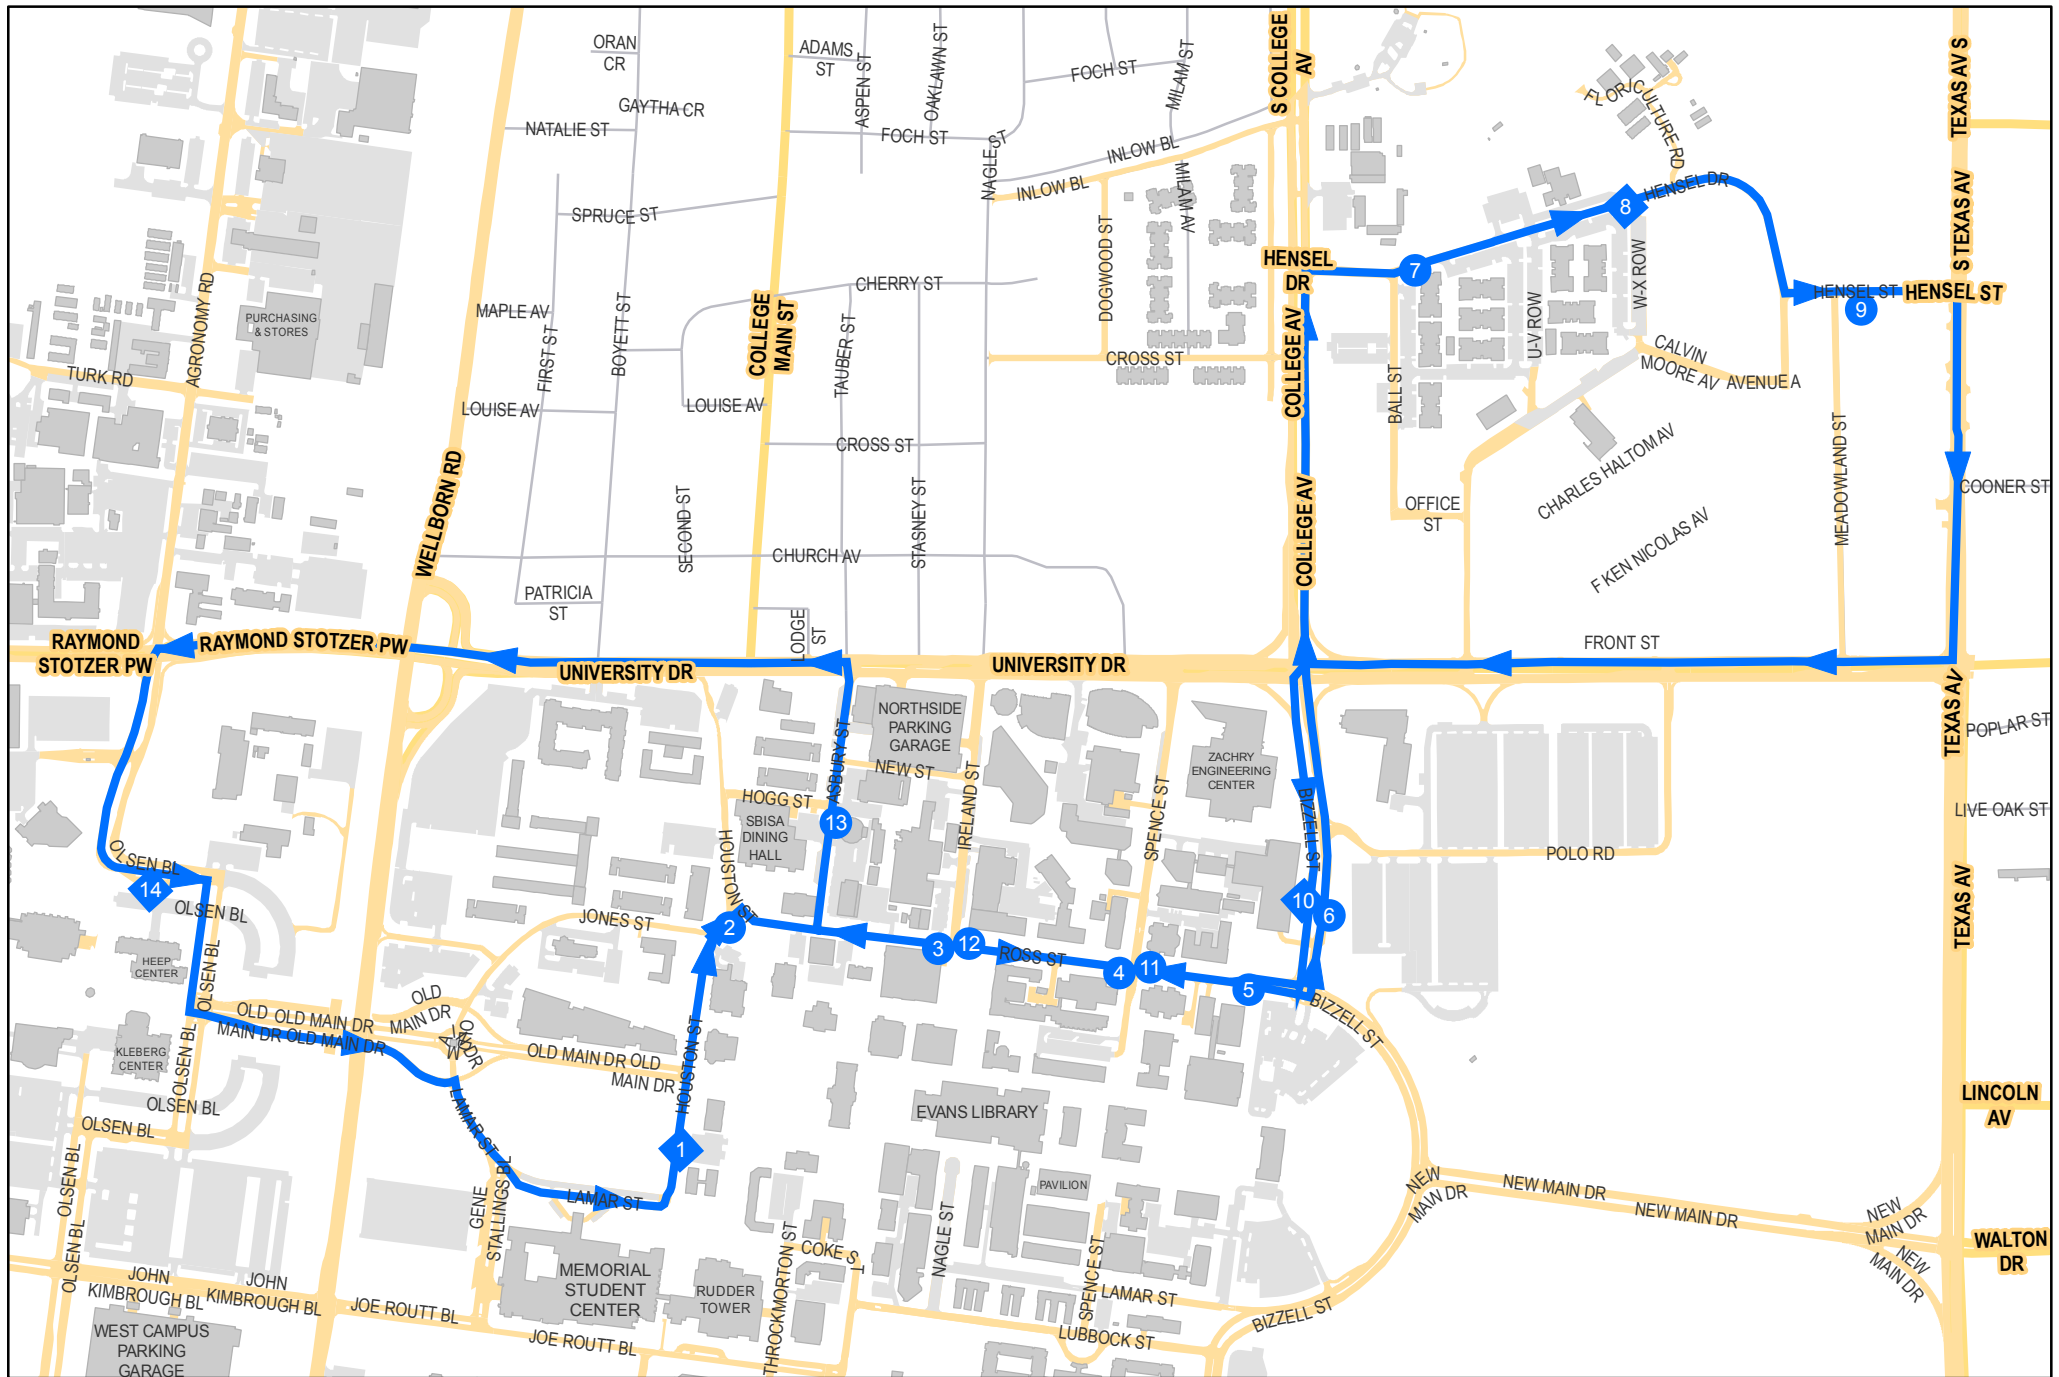 ORAN
CR
ADAMS
ST
ASPEN ST
OAKLAWN ST
FOCH ST
MILAM ST
S COLLEGE
AV
TEXAS AV S
FLORICULTURE RD
GAYTHA CR
NATALIE ST
FOCH ST
NAGLE ST
INLOW BL
INLOW BL
MILAM AV
SPRUCE ST
DOGWOOD ST
HENSEL DR
8
W-X ROW
S TEXAS AV
HENSEL
DR
7
AGRONOMY RD
PURCHASING
& STORES
MAPLE AV
FIRST ST
BOYETT ST
COLLEGE
MAIN ST
CHERRY ST
TAUBER ST
COLLEGE AV
HENSEL ST
HENSEL ST
9
U-V ROW
CALVIN
MOORE AV
AVENUE A
TURK RD
CROSS ST
BALL ST
LOUISE AV
LOUISE AV
CROSS ST
WELLBORN RD
SECOND ST
STASNEY ST
CHARLES HALTOM AV
MEADOWLAND ST
COONER ST
OFFICE
ST
COLLEGE AV
F KEN NICOLAS AV
CHURCH AV
PATRICIA
ST
LODGE
ST
RAYMOND
STOTZER PW
RAYMOND STOTZER PW
UNIVERSITY DR
UNIVERSITY DR
FRONT ST
TEXAS AV
POPLAR ST
NORTHSIDE
PARKING
GARAGE
ASBURY ST
NEW ST
IRELAND ST
SPENCE ST
ZACHRY
ENGINEERING
CENTER
BIZZELL ST
HOGG ST
SBISA
DINING
HALL
13
HOUSTON ST
LIVE OAK ST
POLO RD
OLSEN BL
14
OLSEN BL
JONES ST
2
3
12
ROSS ST
4
11
5
10
6
TEXAS AV
HEEP
CENTER
OLSEN BL
BIZZELL ST
OLD OLD MAIN DR
MAIN DR OLD MAIN DR
OLD
MAIN DR
OLD MAIN DR OLD
MAIN DR
HOUSTON ST
KLEBERG
CENTER
OLSEN BL
OLSEN BL
OLSEN BL
LAMAR ST
1
EVANS LIBRARY
LINCOLN
AV
OLSEN BL
GENE
STALLINGS BL
LAMAR ST
PAVILION
NEW
MAIN DR
NEW MAIN DR
NEW MAIN DR
NEW
MAIN DR
NEW
MAIN DR
WALTON
DR
OLSEN BL
JOHN
KIMBROUGH BL
JOHN
KIMBROUGH BL
JOE ROUTT BL
JOE ROUTT BL
MEMORIAL
STUDENT
CENTER
RUDDER
TOWER
THROCKMORTON ST
COKE ST
NAGLE ST
SPENCE ST
LAMAR ST
LUBBOCK ST
BIZZELL ST
WEST CAMPUS
PARKING
GARAGE